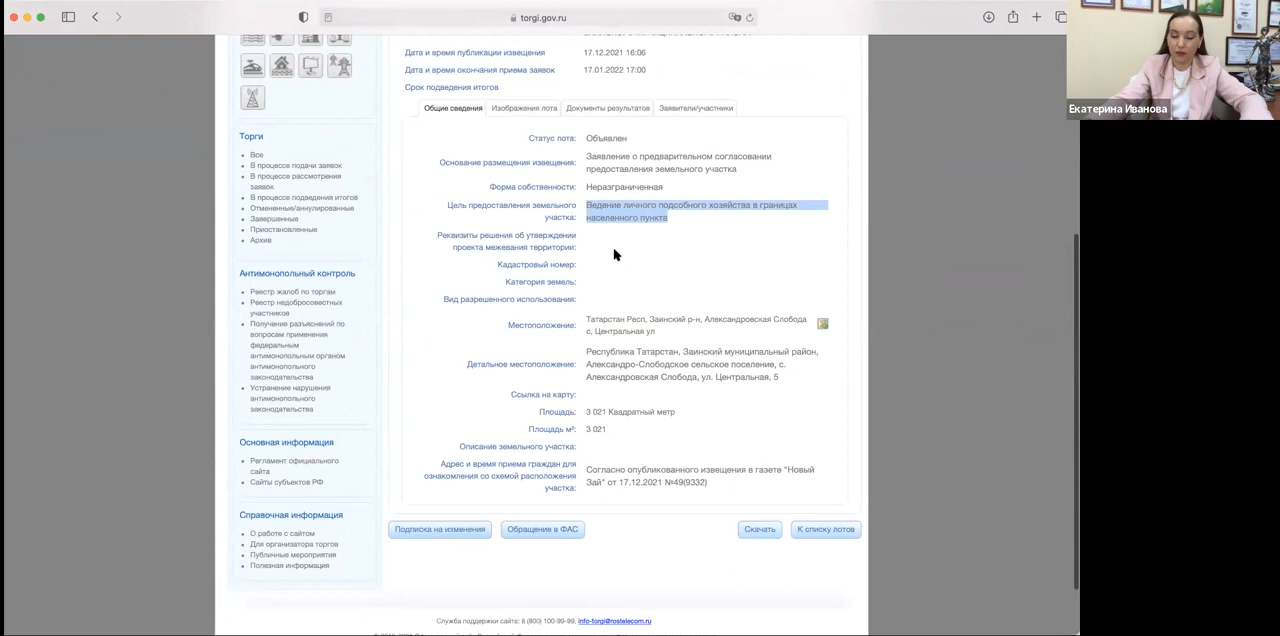 torgi.gov.ru
Екатерина Иванова
Дата и время публикации извещения 17.12.2021 16:06
Дата и время окончания приема заявок 17.01.2022 17:00
Срок подведения итогов
Общие сведения Изображения лота Документы результатов Заявители/участники
Статус лота: Объявлен
Основание размещения извещения: Заявление о предварительном согласовании
предоставления земельного участка
Форма собственности: Неразграниченная
Цель предоставления земельного
участка:
Ведение личного подсобного хозяйства в границах
населенного пункта
Реквизиты решения об утверждении
проекта межевания территории:
Кадастровый номер:
Категория земель:
Вид разрешенного использования:
Местоположение: Татарстан Респ, Заинский р-н, Александровская Слобода
с, Центральная ул
Детальное местоположение: Республика Татарстан, Заинский муниципальный район,
Александро-Слободское сельское поселение, с.
Александровская Слобода, ул. Центральная, 5
Ссылка на карту:
Площадь: 3 021 Квадратный метр
Площадь м²: 3 021
Описание земельного участка:
Адрес и время приема граждан для
ознакомления со схемой расположения
участка:
Согласно опубликованного извещения в газете "Новый
Зай" от 17.12.2021 №49(9332)
Подписка на изменения Обращение в ФАС Скачать К списку лотов
Торги
Все
В процессе подачи заявок
В процессе рассмотрения
заявок
В процессе подведения итогов
Отмененные/аннулированные
Завершенные
Приостановленные
Архив
Антимонопольный контроль
Реестр жалоб по торгам
Реестр недобросовестных
участников
Получение разъяснений по
вопросам применения
федеральным
антимонопольным органом
антимонопольного
законодательства
Устранение нарушения
антимонопольного
законодательства
Основная информация
Регламент официального
сайта
Сайты субъектов РФ
Справочная информация
О работе с сайтом
Для организатора торгов
Публичные мероприятия
Полезная информация
Служба поддержки сайта: 8 (800) 100-99-99, info-torgi@rostelecom.ru